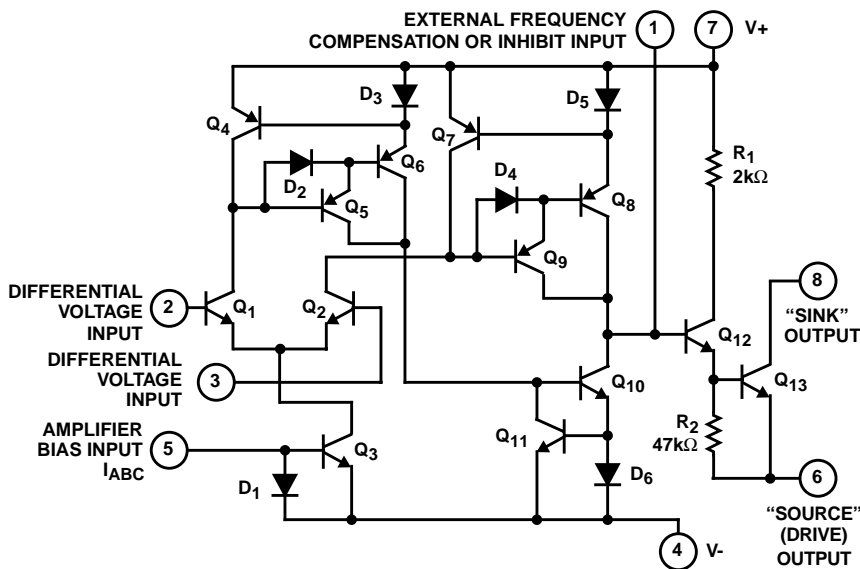 EXTERNAL FREQUENCY
COMPENSATION OR INHIBIT INPUT
1
7
V+
D3
D5
Q4
Q7
Q6
D2
D4
R1
2kΩ
Q5
Q8
Q9
DIFFERENTIAL
VOLTAGE
INPUT
2
Q1
Q2
8
"SINK"
OUTPUT
Q12
DIFFERENTIAL
VOLTAGE
INPUT
3
Q10
Q13
AMPLIFIER
BIAS INPUT
IABC
5
Q3
Q11
R2
47kΩ
D1
D6
6
"SOURCE"
(DRIVE)
OUTPUT
4
V-